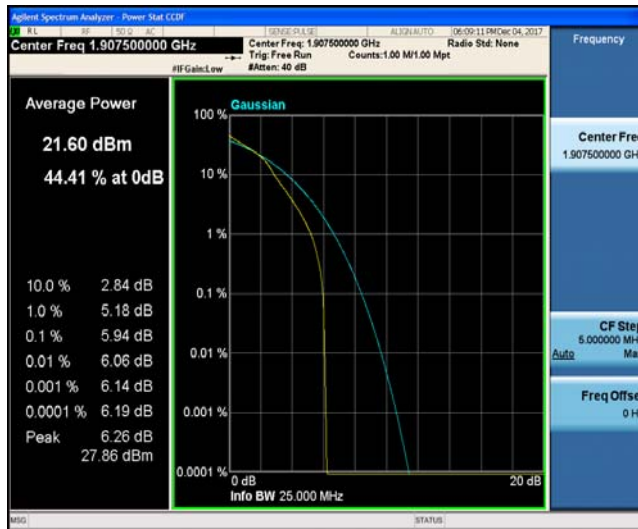 Agilent Spectrum Analyzer - Power Stat CCDF
RL RF 50 Ω AC SENSE:PULSE ALIGN AUTO 06:09:11 PM Dec 04, 2017
Center Freq 1.907500000 GHz
Center Freq: 1.907500000 GHz Radio Std: None
Trig: Free Run Counts:1.00 M/1.00 Mpt
#IFGain:Low #Atten: 40 dB
Frequency
Average Power
21.60 dBm
44.41 % at 0dB
10.0 % 2.84 dB
1.0 % 5.18 dB
0.1 % 5.94 dB
0.01 % 6.06 dB
0.001 % 6.14 dB
0.0001 % 6.19 dB
Peak 6.26 dB
27.86 dBm
Gaussian
100 %
10 %
1 %
0.1 %
0.01 %
0.001 %
0.0001 %
0 dB 20 dB
Info BW 25.000 MHz
Center Fre
1.907500000 GH
CF Ste
5.000000 MH
Auto Ma
Freq Offse
0 H
MSG STATUS